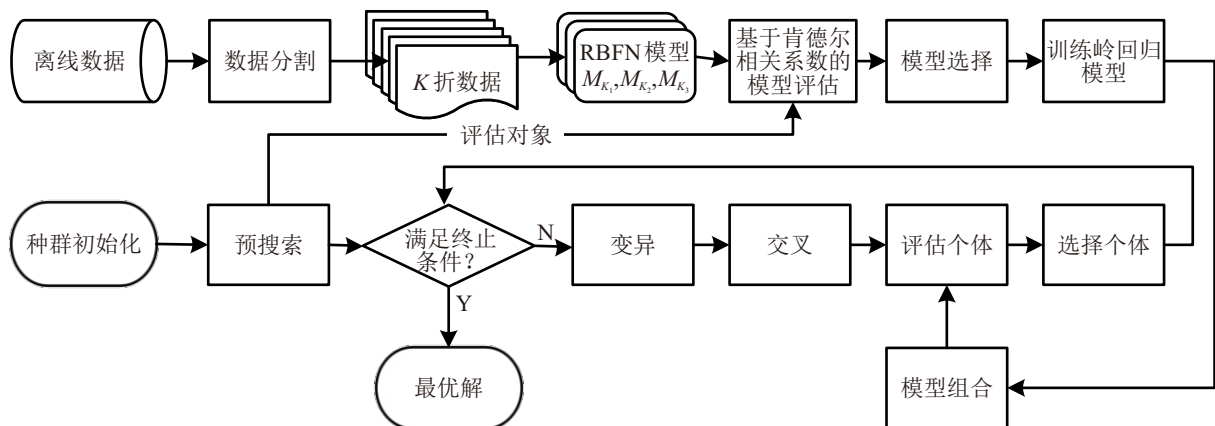 离线数据
数据分割
K 折数据
RBFN 模型
M_{K_1},M_{K_2},M_{K_3}
基于肯德尔
相关系数的
模型评估
模型选择
训练岭回归
模型
评估对象
种群初始化
预搜索
满足终止
条件？
N
Y
变异
交叉
评估个体
选择个体
最优解
模型组合